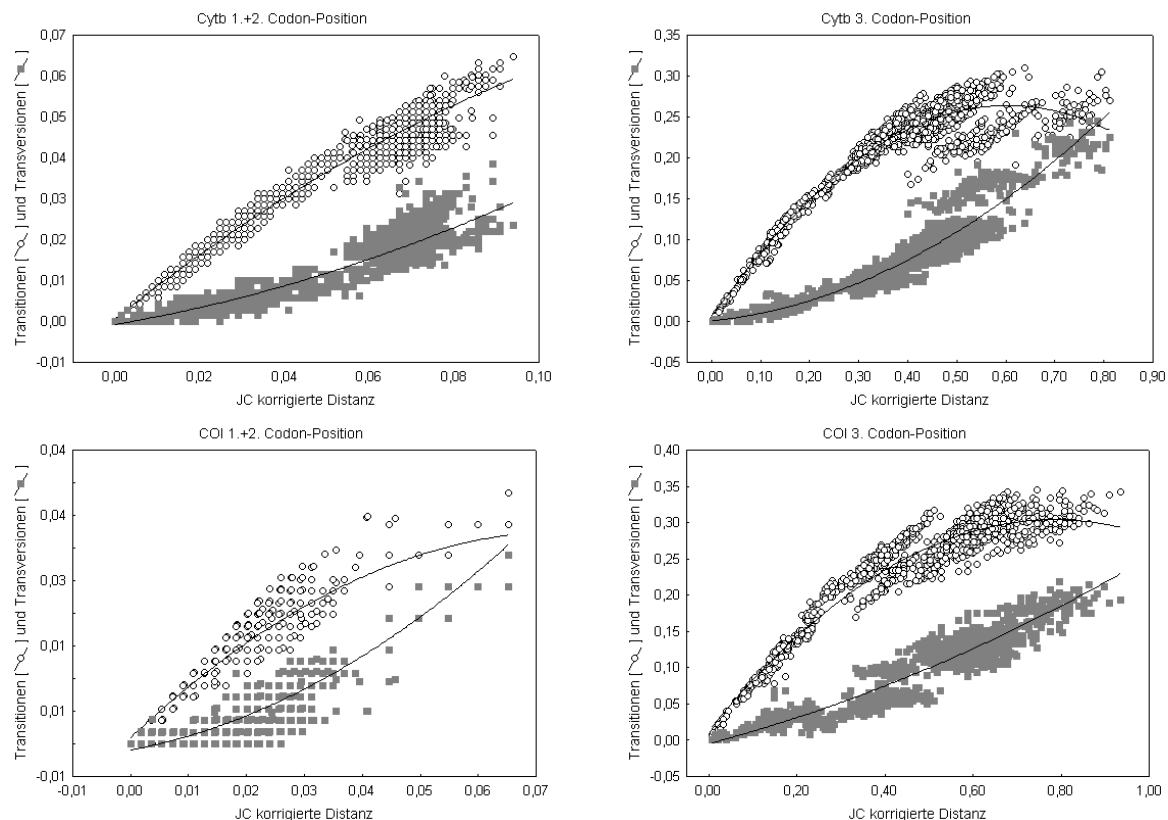 Cytb 1.+2. Codon-Position
Transitionen [ ] und Transversionen [ ]
0,07
0,06
0,05
0,04
0,03
0,02
0,01
0,00
-0,01
0,00 0,02 0,04 0,06 0,08 0,10
JC korrigierte Distanz
Cytb 3. Codon-Position
Transitionen [ ] und Transversionen [ ]
0,35
0,30
0,25
0,20
0,15
0,10
0,05
0,00
-0,05
0,00 0,10 0,20 0,30 0,40 0,50 0,60 0,70 0,80 0,90
JC korrigierte Distanz
COI 1.+2. Codon-Position
Transitionen [ ] und Transversionen [ ]
0,04
0,04
0,03
0,01
0,01
-0,01
-0,01 0,00 0,01 0,02 0,03 0,04 0,05 0,06 0,07
JC korrigierte Distanz
COI 3. Codon-Position
Transitionen [ ] und Transversionen [ ]
0,40
0,35
0,30
0,25
0,20
0,15
0,10
0,05
0,00
-0,05
0,00 0,20 0,40 0,60 0,80 1,00
JC korrigierte Distanz